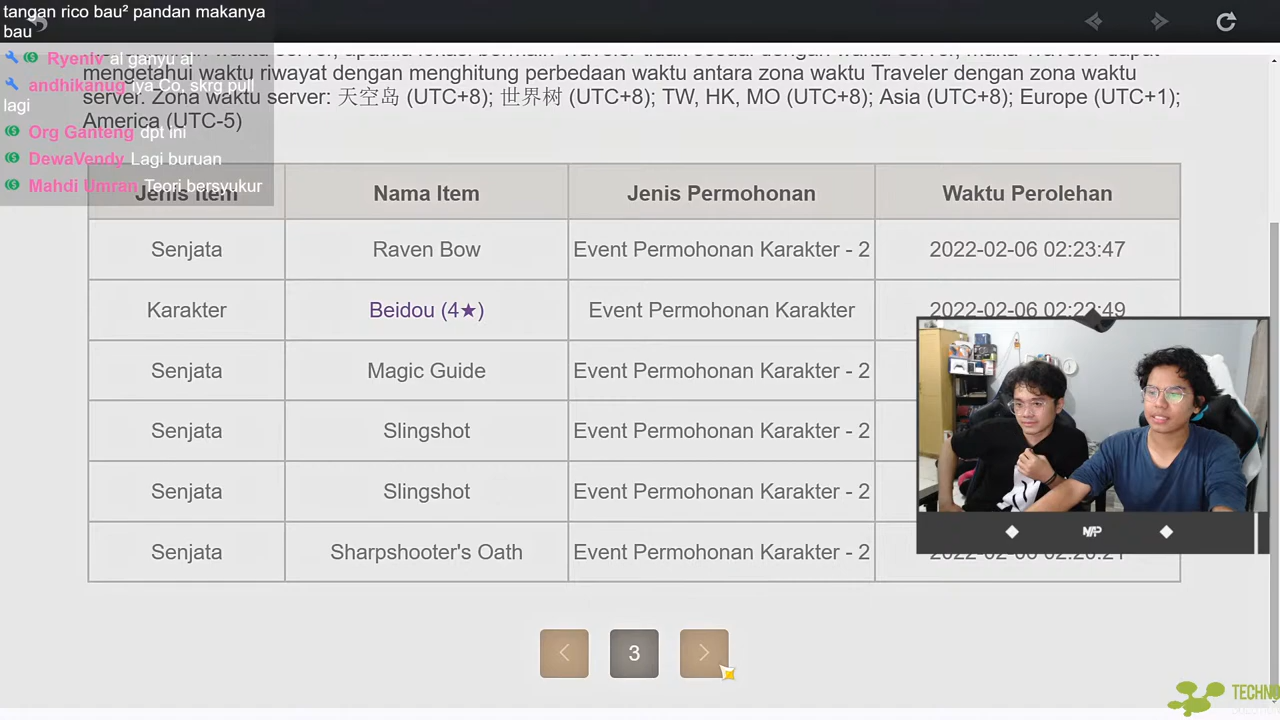 tangan rico bau² pandan makanya
bau
Ryeniv al ganyu al
andhikanug iya Co, skrg pull
lagi
Org Ganteng dpt ini
DewaVendy Lagi buruan
Mahdi Umran Teori bersyukur
mengetahui waktu riwayat dengan menghitung perbedaan waktu antara zona waktu Traveler dengan zona waktu
server. Zona waktu server: 天空岛 (UTC+8); 世界树 (UTC+8); TW, HK, MO (UTC+8); Asia (UTC+8); Europe (UTC+1);
America (UTC-5)
Jenis Item Nama Item Jenis Permohonan Waktu Perolehan
Senjata Raven Bow Event Permohonan Karakter - 2 2022-02-06 02:23:47
Karakter Beidou (4★) Event Permohonan Karakter 2022-02-06 02:22:49
Senjata Magic Guide Event Permohonan Karakter - 2
Senjata Slingshot Event Permohonan Karakter - 2
Senjata Slingshot Event Permohonan Karakter - 2
Senjata Sharpshooter's Oath Event Permohonan Karakter - 2
3
TECHNO